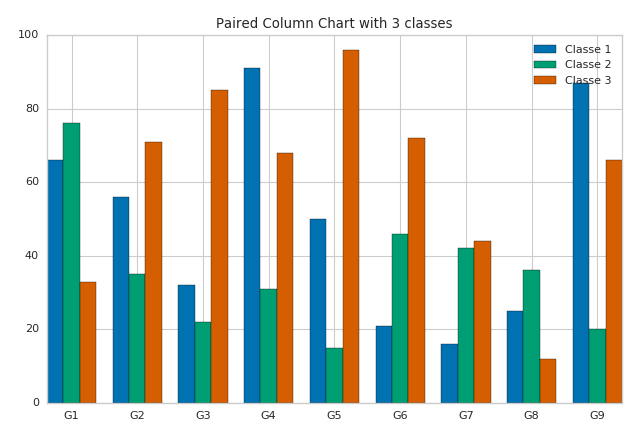 Paired Column Chart with 3 classes
100
80
60
40
20
0
Classe 1
Classe 2
Classe 3
G1 G2 G3 G4 G5 G6 G7 G8 G9